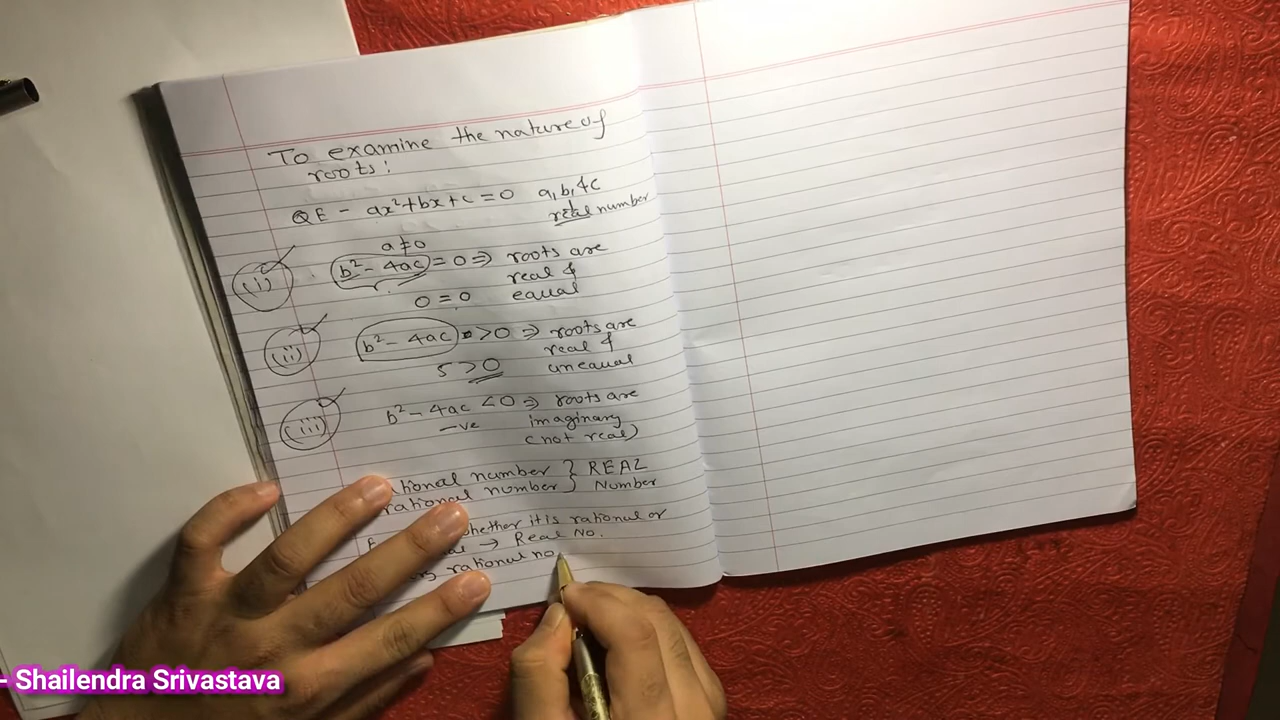 To examine the nature of
roots:
QE - ax²+bx+c = 0 a, b, & c
real number
a ≠ 0
(i) b² - 4ac = 0 ⇒ roots are
real &
0 = 0 equal
(ii) b² - 4ac > 0 ⇒ roots are
real &
5 > 0 unequal
(iii) b² - 4ac < 0 ⇒ roots are
-ve imaginary
(not real)
rational number } REAL
rational number } Number
whether it is rational or
→ Real No.
rational no.
- Shailendra Srivastava